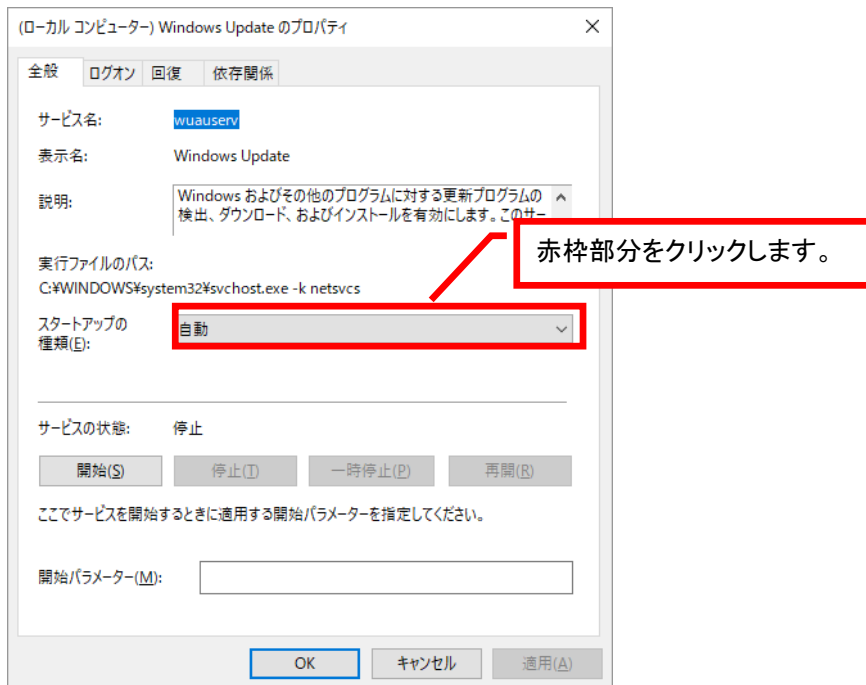 (ローカル コンピューター) Windows Update のプロパティ
全般 ログオン 回復 依存関係
サービス名: wuauserv
表示名: Windows Update
説明: Windows およびその他のプログラムに対する更新プログラムの
検出、ダウンロード、およびインストールを有効にします。このサー
赤枠部分をクリックします。
実行ファイルのパス:
C:¥WINDOWS¥system32¥svchost.exe -k netsvcs
スタートアップの
種類(E): 自動
サービスの状態: 停止
開始(S) 停止(T) 一時停止(P) 再開(R)
ここでサービスを開始するときに適用する開始パラメーターを指定してください。
開始パラメーター(M):
OK キャンセル 適用(A)